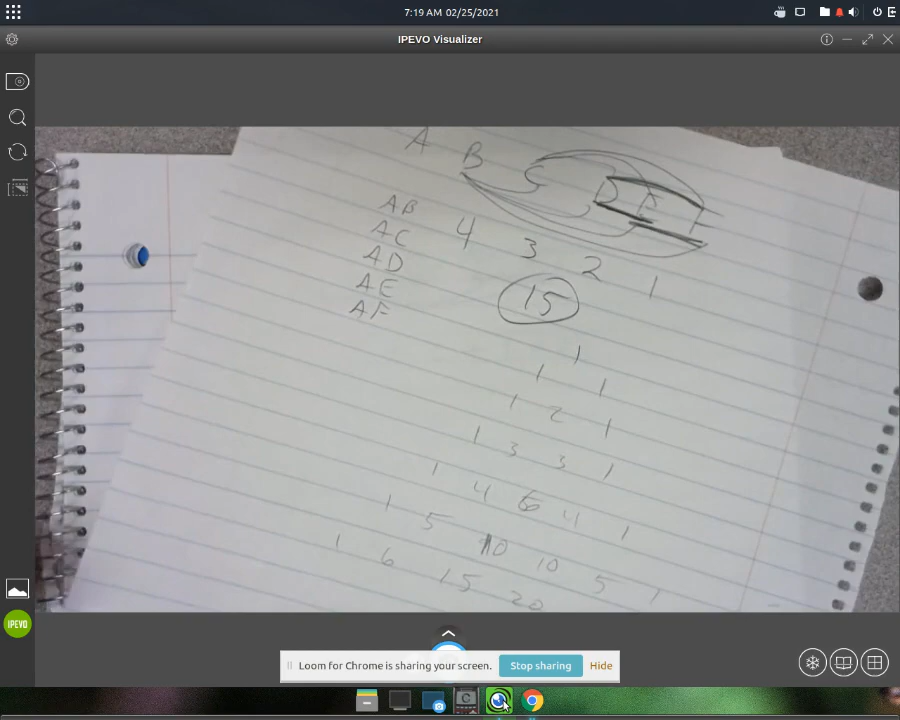 7:19 AM 02/25/2021
IPEVO Visualizer
A B C D E F
AB
AC
AD
AE
AF
4 3 2 1
15
1
1 1
1 2 1
1 3 3 1
1 4 6 4 1
1 5 10 10 5 1
1 6 15 20
IPEVO
Loom for Chrome is sharing your screen. Stop sharing Hide